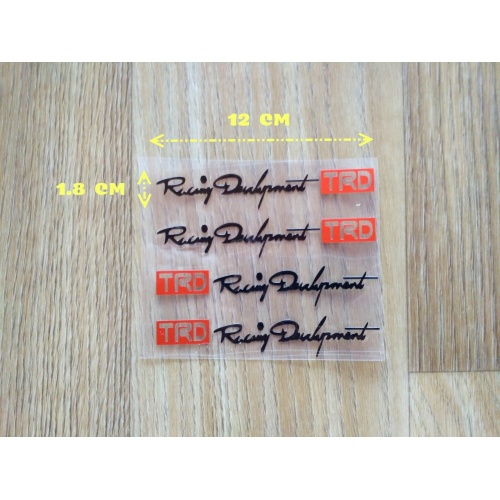 12 CM
1.8 CM
Racing Development TRD
Racing Development TRD
TRD Racing Development
TRD Racing Development